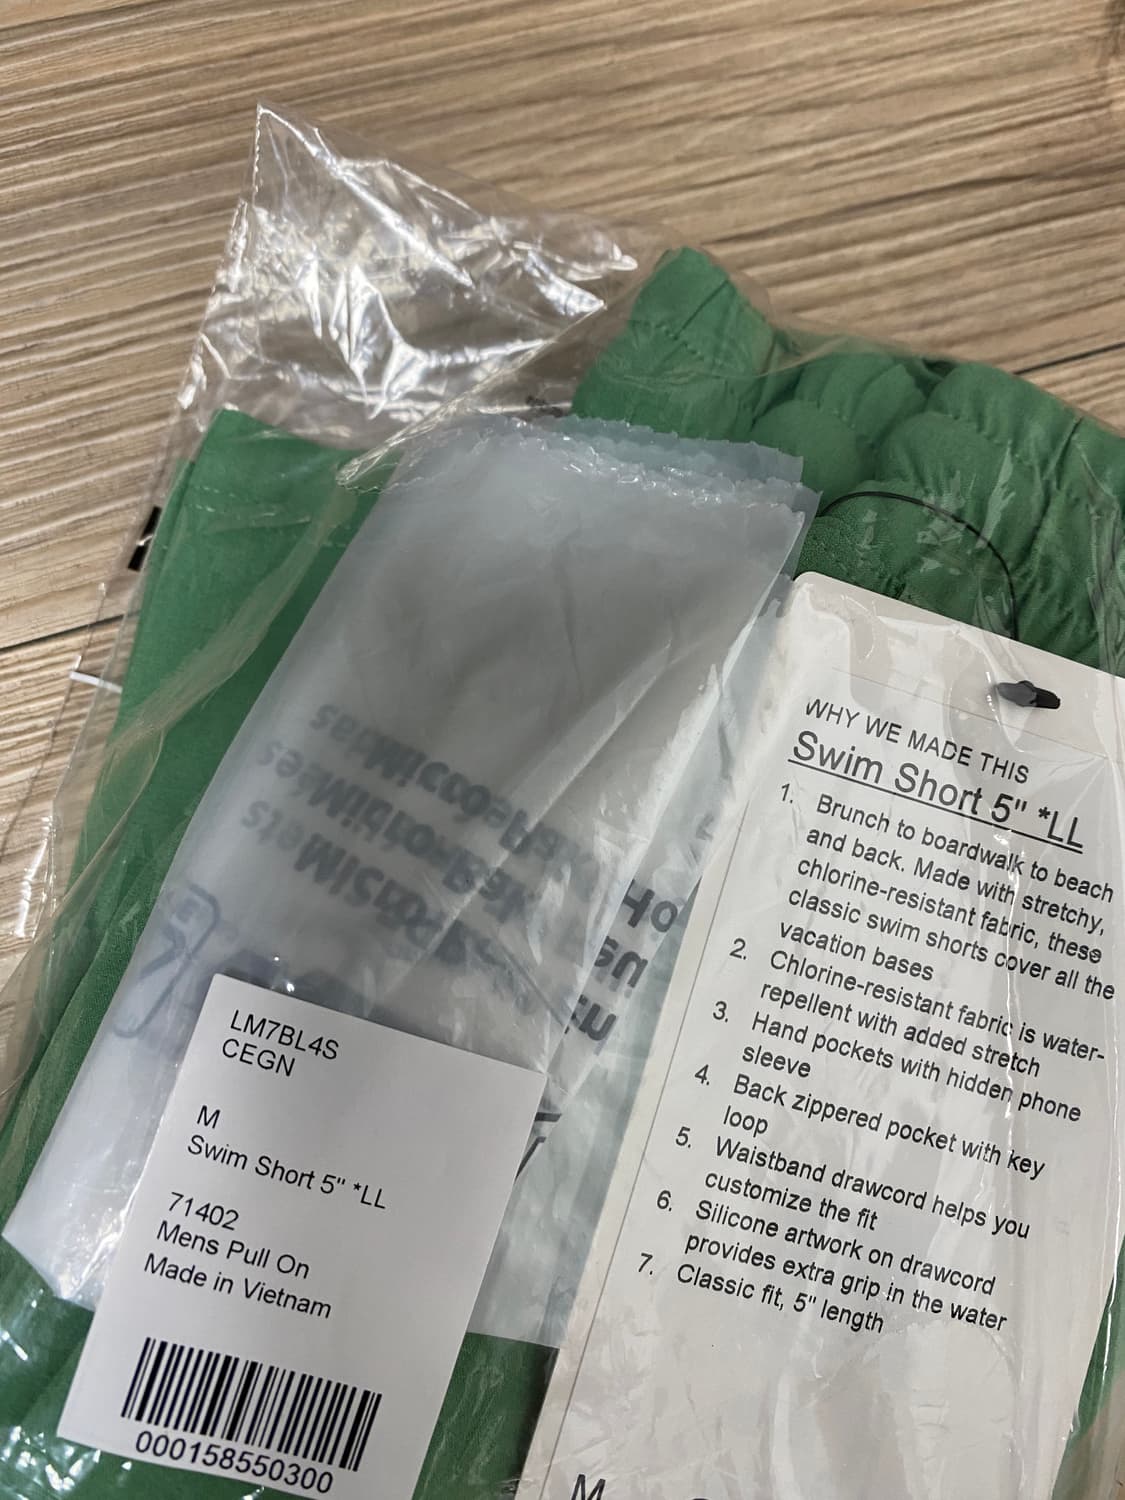 WHY WE MADE THIS
Swim Short 5" *LL
1. Brunch to boardwalk to beach
and back. Made with stretchy,
chlorine-resistant fabric, these
classic swim shorts cover all the
vacation bases
2. Chlorine-resistant fabric is water-
repellent with added stretch
3. Hand pockets with hidden phone
sleeve
4. Back zippered pocket with key
loop
5. Waistband drawcord helps you
customize the fit
6. Silicone artwork on drawcord
provides extra grip in the water
7. Classic fit, 5" length
M
LM7BL4S
CEGN
M
Swim Short 5" *LL
71402
Mens Pull On
Made in Vietnam
000158550300